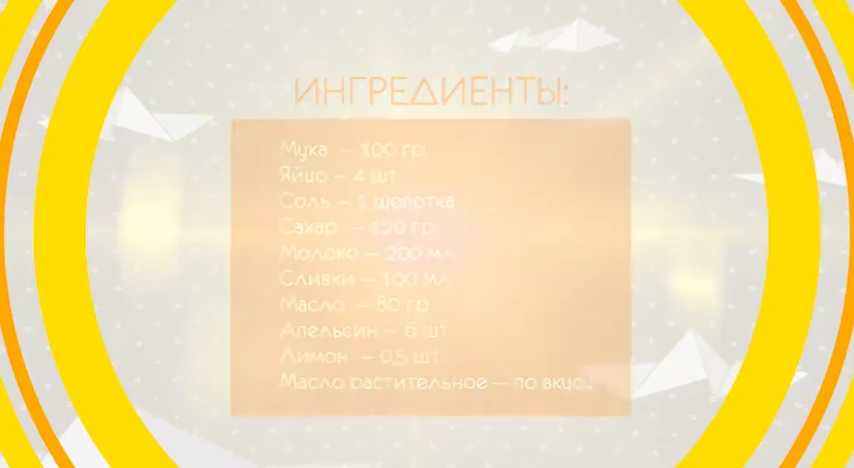 ИНГРЕДИЕНТЫ:
Мука – 100 гр
Яйцо – 4 шт
Соль – 1 щепотка
Сахар – 120 гр
Молоко – 200 мл
Сливки – 100 мл
Масло – 80 гр
Апельсин – 6 шт
Лимон – 0,5 шт
Масло растительное – по вкусу